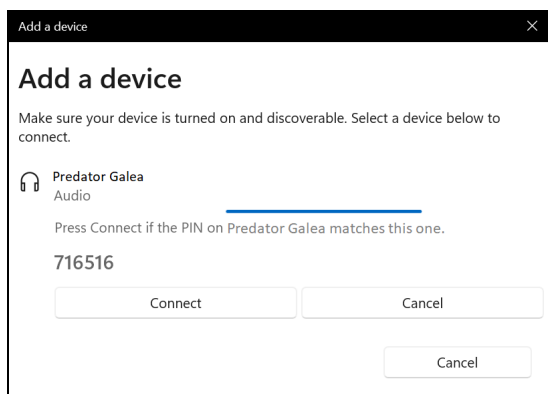 Add a device
Add a device
Make sure your device is turned on and discoverable. Select a device below to
connect.
Predator Galea
Audio
Press Connect if the PIN on Predator Galea matches this one.
716516
Connect
Cancel
Cancel